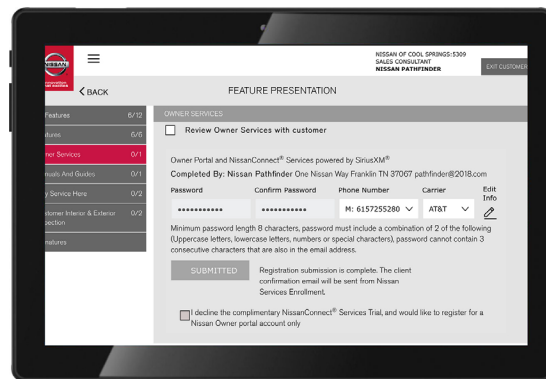 NISSAN OF COOL SPRINGS:5309
SALES CONSULTANT
NISSAN PATHFINDER
EXIT CUSTOMER
NISSAN
BACK
FEATURE PRESENTATION
Features 6/12
atures 6/6
ner Services 0/1
nuals And Guides 0/1
y Service Here 0/2
stomer Interior & Exterior 0/2
pection
natures
OWNER SERVICES
Review Owner Services with customer
Owner Portal and NissanConnect® Services powered by SiriusXM®
Completed By: Nissan Pathfinder One Nissan Way Franklin TN 37067 pathfinder@2018.com
Password Confirm Password Phone Number Carrier Edit
Info
••••••••••• ••••••••••• M: 6157255280 AT&T
Minimum password length 8 characters, password must include a combination of 2 of the following
(Uppercase letters, lowercase letters, numbers or special characters), password cannot contain 3
consecutive characters that are also in the email address.
SUBMITTED
Registration submission is complete. The client
confirmation email will be sent from Nissan
Services Enrollment.
I decline the complimentary NissanConnect® Services Trial, and would like to register for a
Nissan Owner portal account only